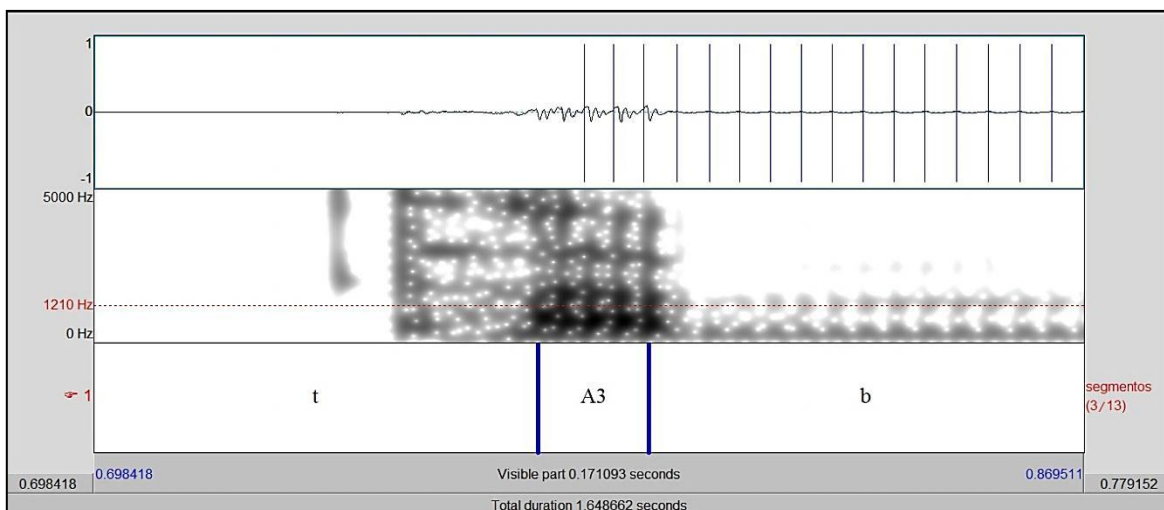 1
0
-1
5000 Hz
1210 Hz
0 Hz
1
t
A3
b
segmentos
(3/13)
0.698418
Visible part 0.171093 seconds
0.869511
0.698418
0.779152
Total duration 1.648662 seconds